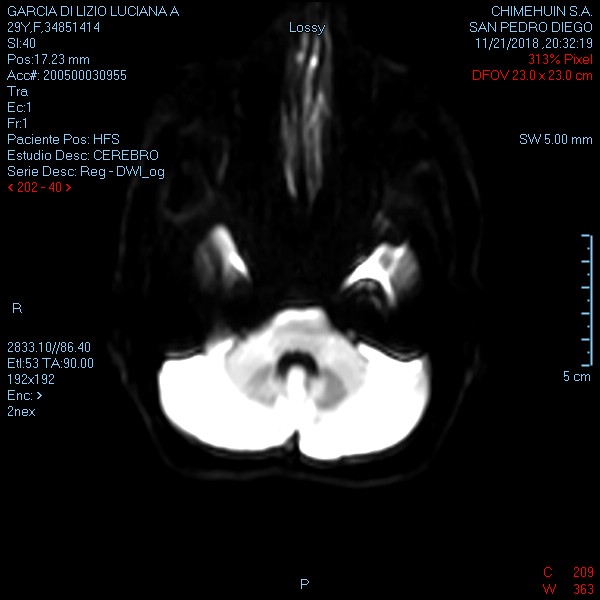 GARCIA DI LIZIO LUCIANA A
29Y,F,34851414
Sl:40
Pos:17.23 mm
Acc#: 200500030955
Tra
Ec:1
Fr:1
Paciente Pos: HFS
Estudio Desc: CEREBRO
Serie Desc: Reg - DWI_og
< 202 - 40 >
Lossy
CHIMEHUIN S.A.
SAN PEDRO DIEGO
11/21/2018 ,20:32:19
313% Pixel
DFOV 23.0 x 23.0 cm
SW 5.00 mm
R
2833.10//86.40
Etl:53 TA:90.00
192x192
Enc: >
2nex
5 cm
P
C 209
W 363